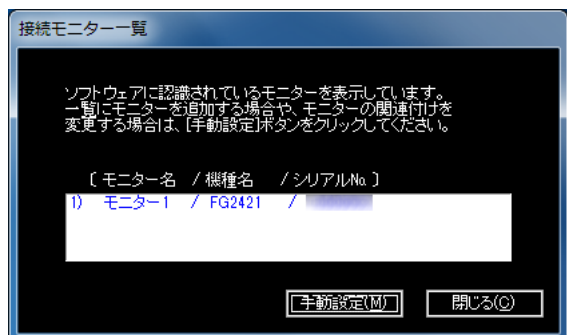 接続モニター一覧
ソフトウェアに認識されているモニターを表示しています。
一覧にモニターを追加する場合や、モニターの関連付けを
変更する場合は、[手動設定]ボタンをクリックしてください。
〔 モニター名 / 機種名 / シリアル№ 〕
1) モニター1 / FG2421 /
手動設定(M) 閉じる(C)